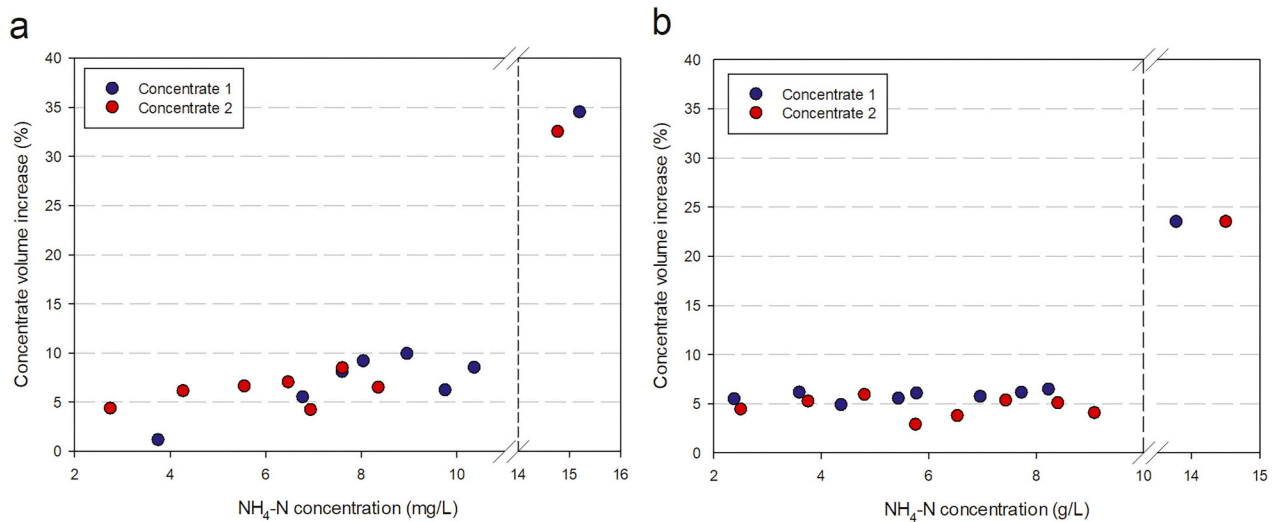 a
40
35
30
25
20
15
10
5
0
Concentrate volume increase (%)
Concentrate 1
Concentrate 2
2 4 6 8 10 14 15 16
NH₄-N concentration (mg/L)
b
40
35
30
25
20
15
10
5
0
Concentrate volume increase (%)
Concentrate 1
Concentrate 2
2 4 6 8 10 14 15
NH₄-N concentration (g/L)